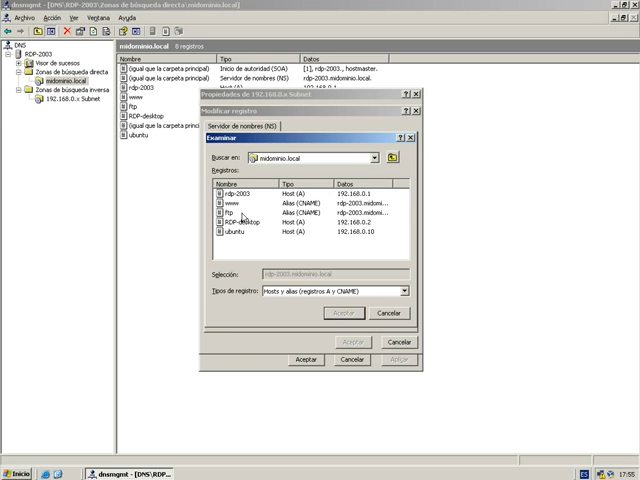 dnsmgmt - [DNS\RDP-2003\Zonas de búsqueda directa\midominio.local]
Archivo Acción Ver Ventana Ayuda
DNS
RDP-2003
Visor de sucesos
Zonas de búsqueda directa
midominio.local
Zonas de búsqueda inversa
192.168.0.x Subnet
midominio.local 8 registros
Nombre Tipo Datos
(igual que la carpeta principal) Inicio de autoridad (SOA) [1], rdp-2003., hostmaster.
(igual que la carpeta principal) Servidor de nombres (NS) rdp-2003.midominio.local.
rdp-2003 Host (A) 192.168.0.1
www
ftp
RDP-desktop
(igual que la carpeta princi
ubuntu
Propiedades de 192.168.0.x Subnet
Modificar registro
Servidor de nombres (NS)
Examinar
Buscar en: midominio.local
Registros:
Nombre Tipo Datos
rdp-2003 Host (A) 192.168.0.1
www Alias (CNAME) rdp-2003.midomi...
ftp Alias (CNAME) rdp-2003.midomi...
RDP-desktop Host (A) 192.168.0.2
ubuntu Host (A) 192.168.0.10
Selección: rdp-2003.midominio.local
Tipos de registro: Hosts y alias (registros A y CNAME)
Aceptar Cancelar
Aceptar Cancelar
Aceptar Cancelar Aplicar
Inicio dnsmgmt - [DNS\RDP... ES 17:55